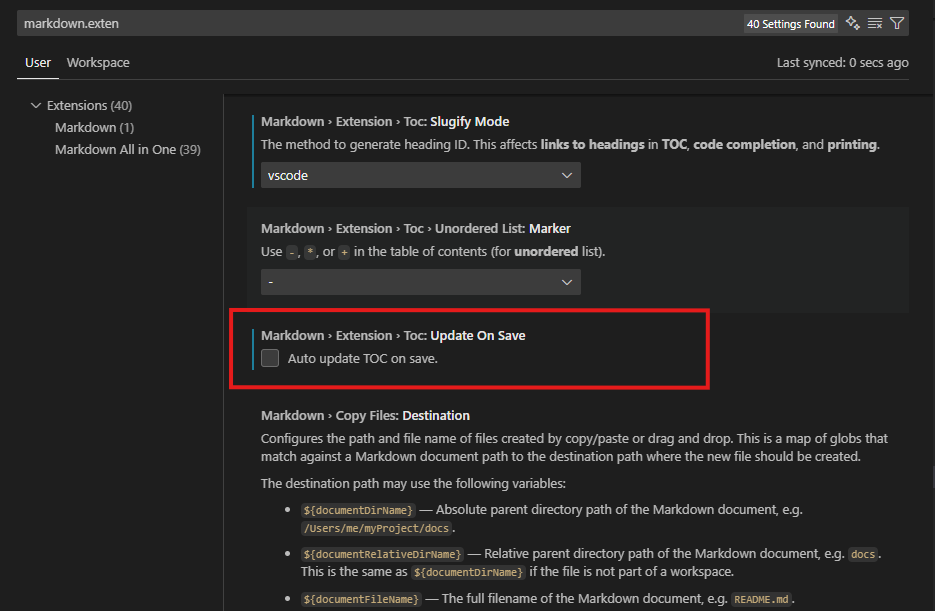 markdown.exten
40 Settings Found
User
Workspace
Last synced: 0 secs ago
Extensions (40)
Markdown (1)
Markdown All in One (39)
Markdown › Extension › Toc: Slugify Mode
The method to generate heading ID. This affects links to headings in TOC, code completion, and printing.
vscode
Markdown › Extension › Toc › Unordered List: Marker
Use -, *, or + in the table of contents (for unordered list).
-
Markdown › Extension › Toc: Update On Save
Auto update TOC on save.
Markdown › Copy Files: Destination
Configures the path and file name of files created by copy/paste or drag and drop. This is a map of globs that
match against a Markdown document path to the destination path where the new file should be created.
The destination path may use the following variables:
• ${documentDirName} — Absolute parent directory path of the Markdown document, e.g.
/Users/me/myProject/docs.
• ${documentRelativeDirName} — Relative parent directory path of the Markdown document, e.g. docs.
This is the same as ${documentDirName} if the file is not part of a workspace.
• ${documentFileName} — The full filename of the Markdown document, e.g. README.md.